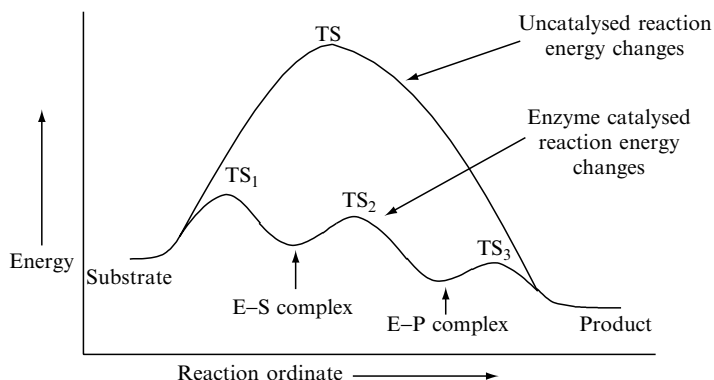 TS
Uncatalysed reaction
energy changes
Enzyme catalysed
reaction energy
changes
TS₁
TS₂
TS₃
Energy
Substrate
E–S complex
E–P complex
Product
Reaction ordinate